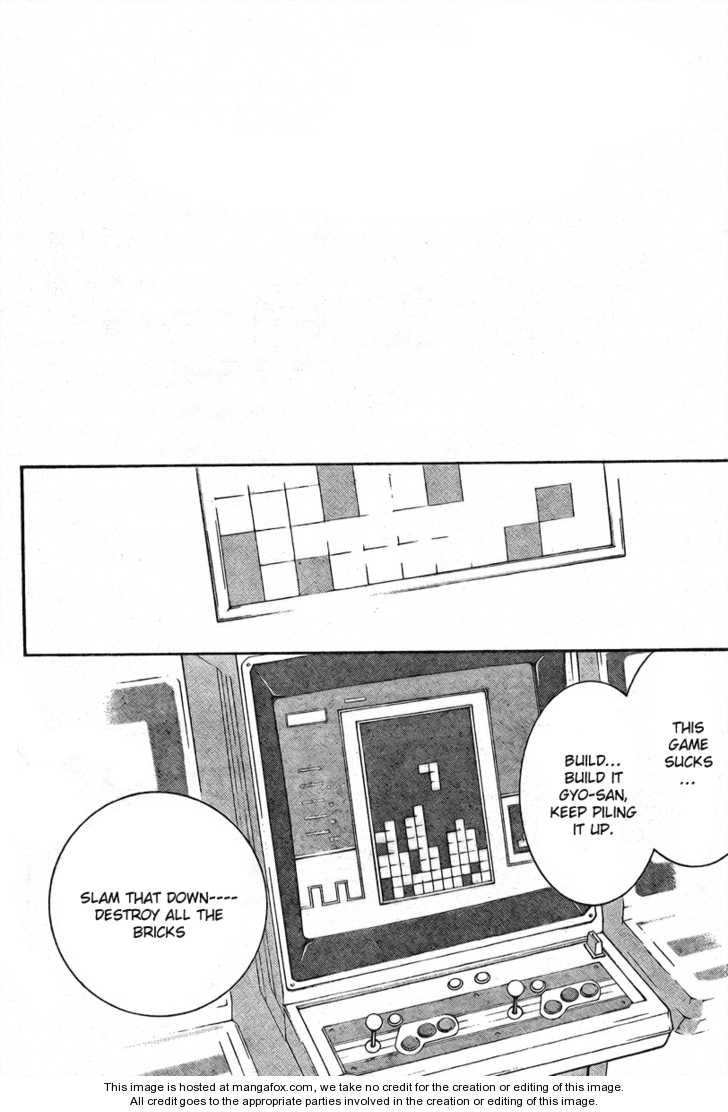 THIS
GAME
SUCKS
...
BUILD...
BUILD IT
GYO-SAN,
KEEP PILING
IT UP.
SLAM THAT DOWN----
DESTROY ALL THE
BRICKS
This image is hosted at mangafox.com, we take no credit for the creation or editing of this image.
All credit goes to the appropriate parties involved in the creation or editing of this image.